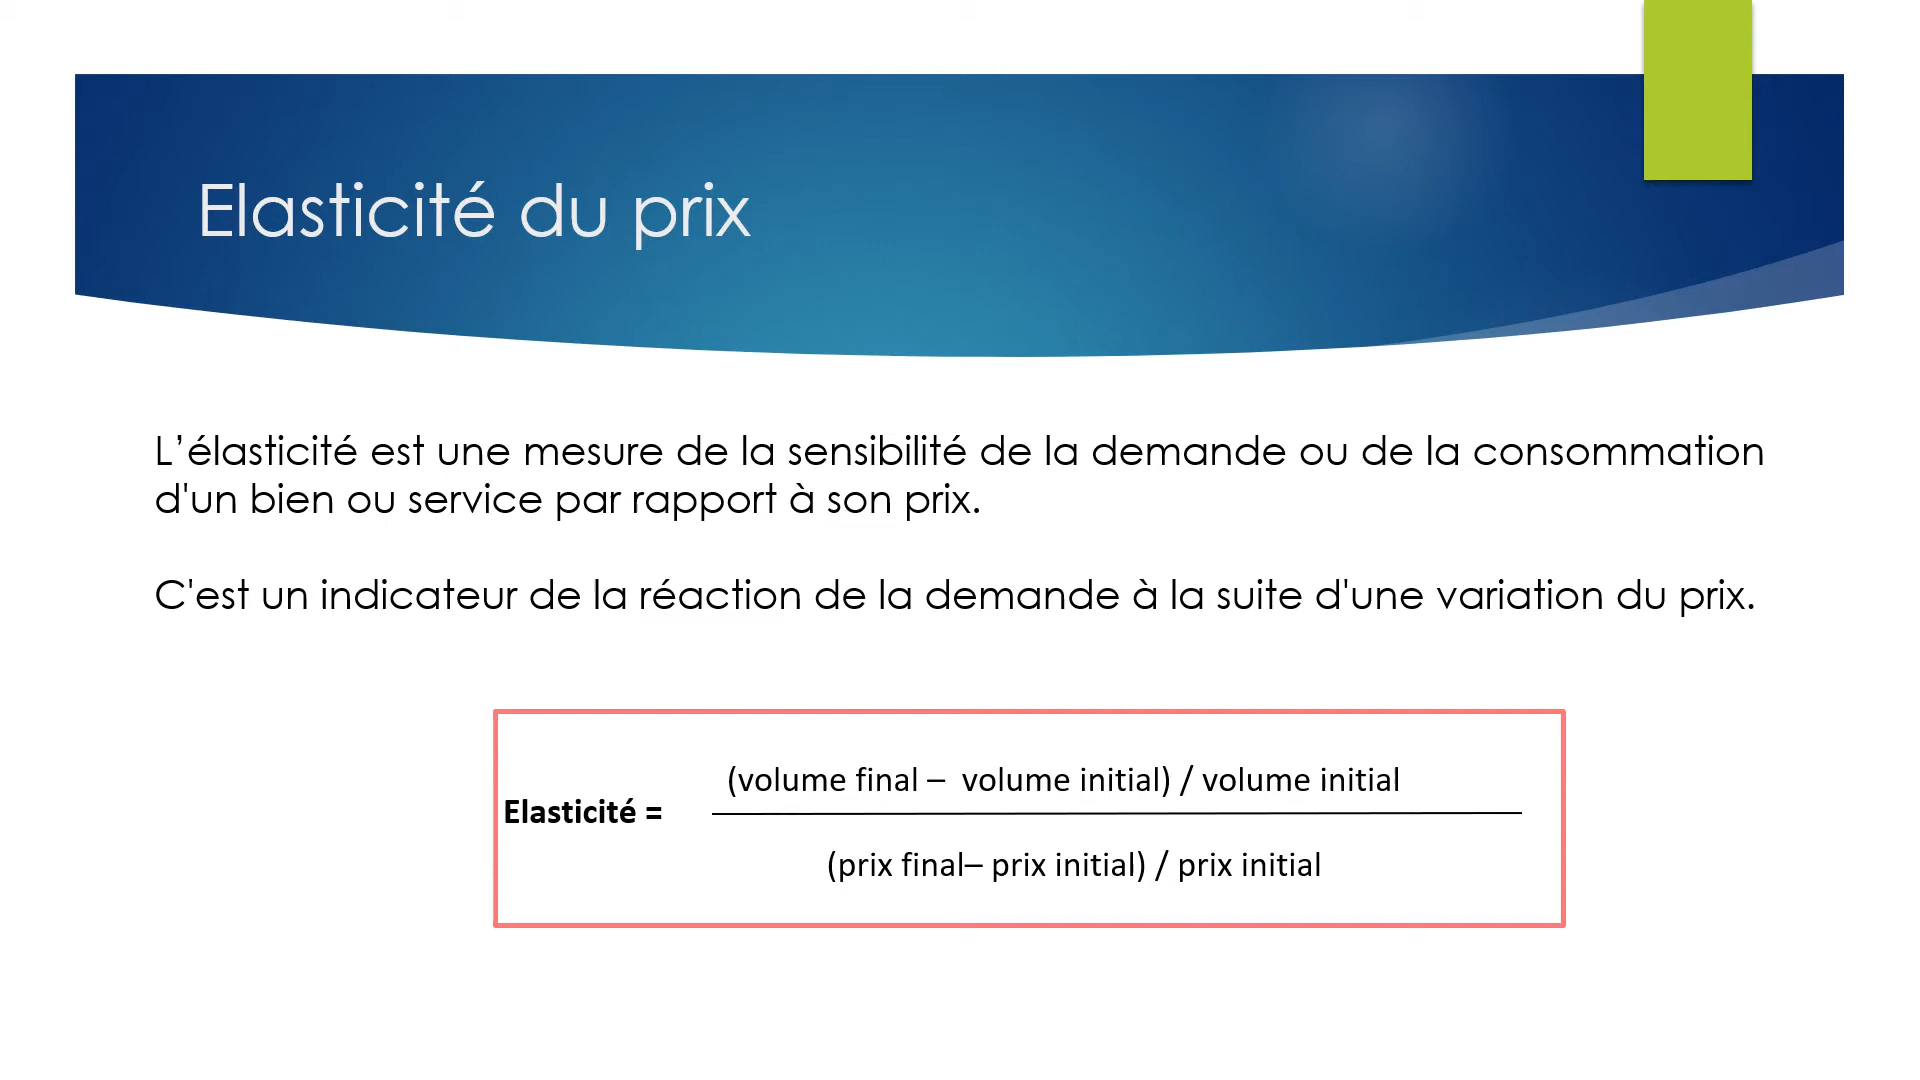 Elasticité du prix
L’élasticité est une mesure de la sensibilité de la demande ou de la consommation
d'un bien ou service par rapport à son prix.
C'est un indicateur de la réaction de la demande à la suite d'une variation du prix.
(volume final – volume initial) / volume initial
Elasticité =
(prix final– prix initial) / prix initial